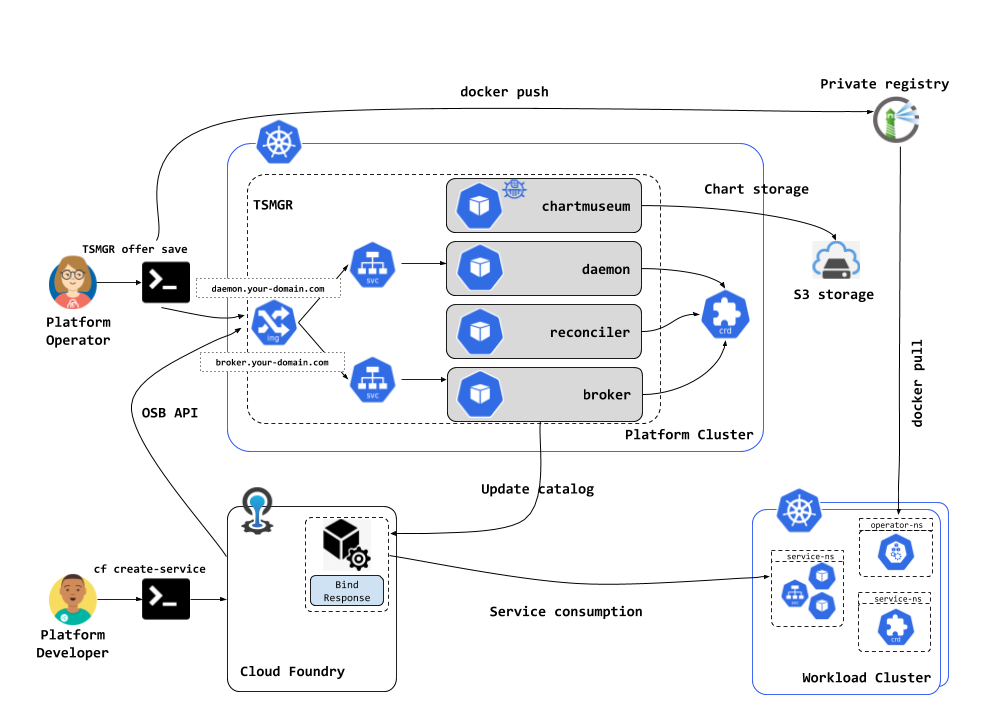 Private registry
docker push
TSMGR
chartmuseum
Chart storage
TSMGR offer save
daemon.your-domain.com
svc
daemon
S3 storage
Platform
Operator
ing
reconciler
crd
broker.your-domain.com
svc
broker
OSB API
Platform Cluster
docker pull
Update catalog
operator-ns
service-ns
cf create-service
Bind
Response
svc
service-ns
crd
Service consumption
Platform
Developer
Cloud Foundry
Workload Cluster